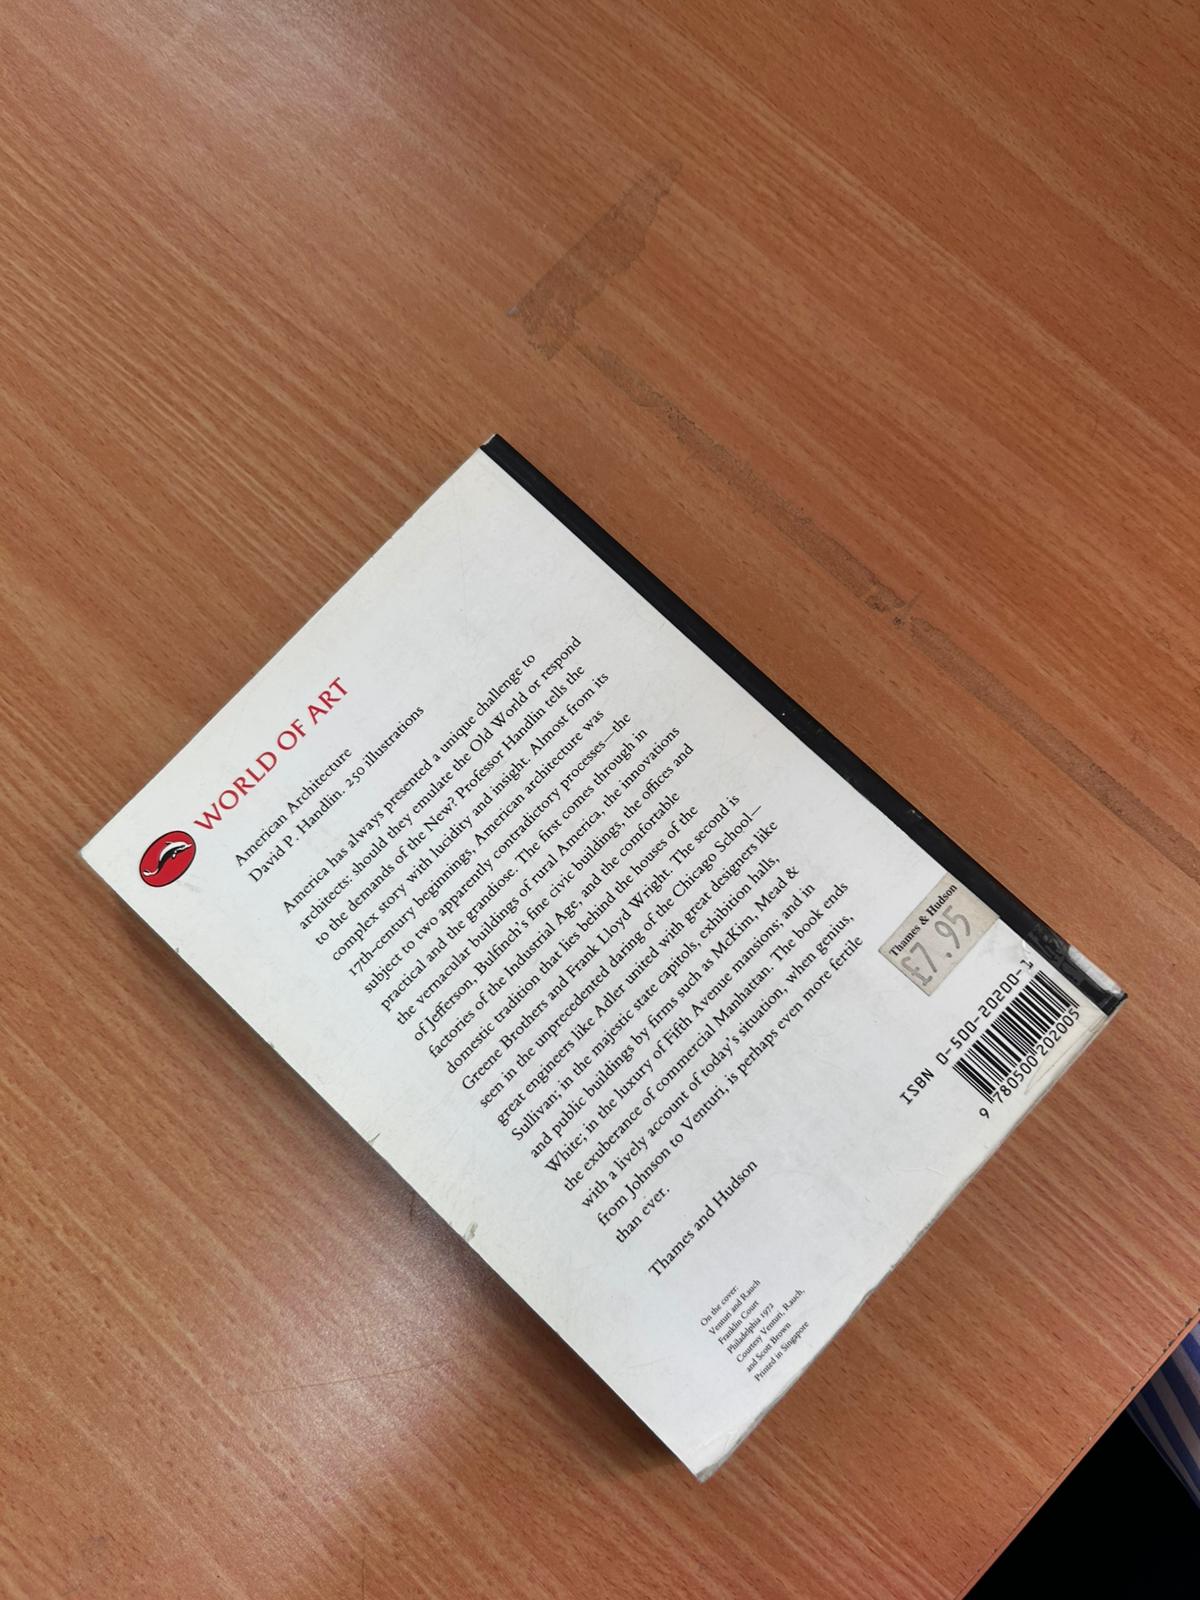 WORLD OF ART
American Architecture
David P. Handlin. 250 illustrations
America has always presented a unique challenge to
architects: should they emulate the Old World or respond
to the demands of the New? Professor Handlin tells the
complex story with lucidity and insight. Almost from its
17th-century beginnings, American architecture was
subject to two apparently contradictory processes—the
practical and the grandiose. The first comes through in
the vernacular buildings of rural America, the innovations
of Jefferson, Bulfinch's fine civic buildings, the offices and
factories of the Industrial Age, and the comfortable
domestic tradition that lies behind the houses of the
Greene Brothers and Frank Lloyd Wright. The second is
seen in the unprecedented daring of the Chicago School—
great engineers like Adler united with great designers like
Sullivan; in the majestic state capitols, exhibition halls,
and public buildings by firms such as McKim, Mead &
White; in the luxury of Fifth Avenue mansions; and in
the exuberance of commercial Manhattan. The book ends
with a lively account of today's situation, when genius,
from Johnson to Venturi, is perhaps even more fertile
than ever.
Thames and Hudson
On the cover:
Venturi and Rauch
Franklin Court
Philadelphia 1972
Courtesy Venturi, Rauch,
and Scott Brown
Printed in Singapore
Thames & Hudson
£7.95
ISBN 0-500-20200-1
9 780500 202005